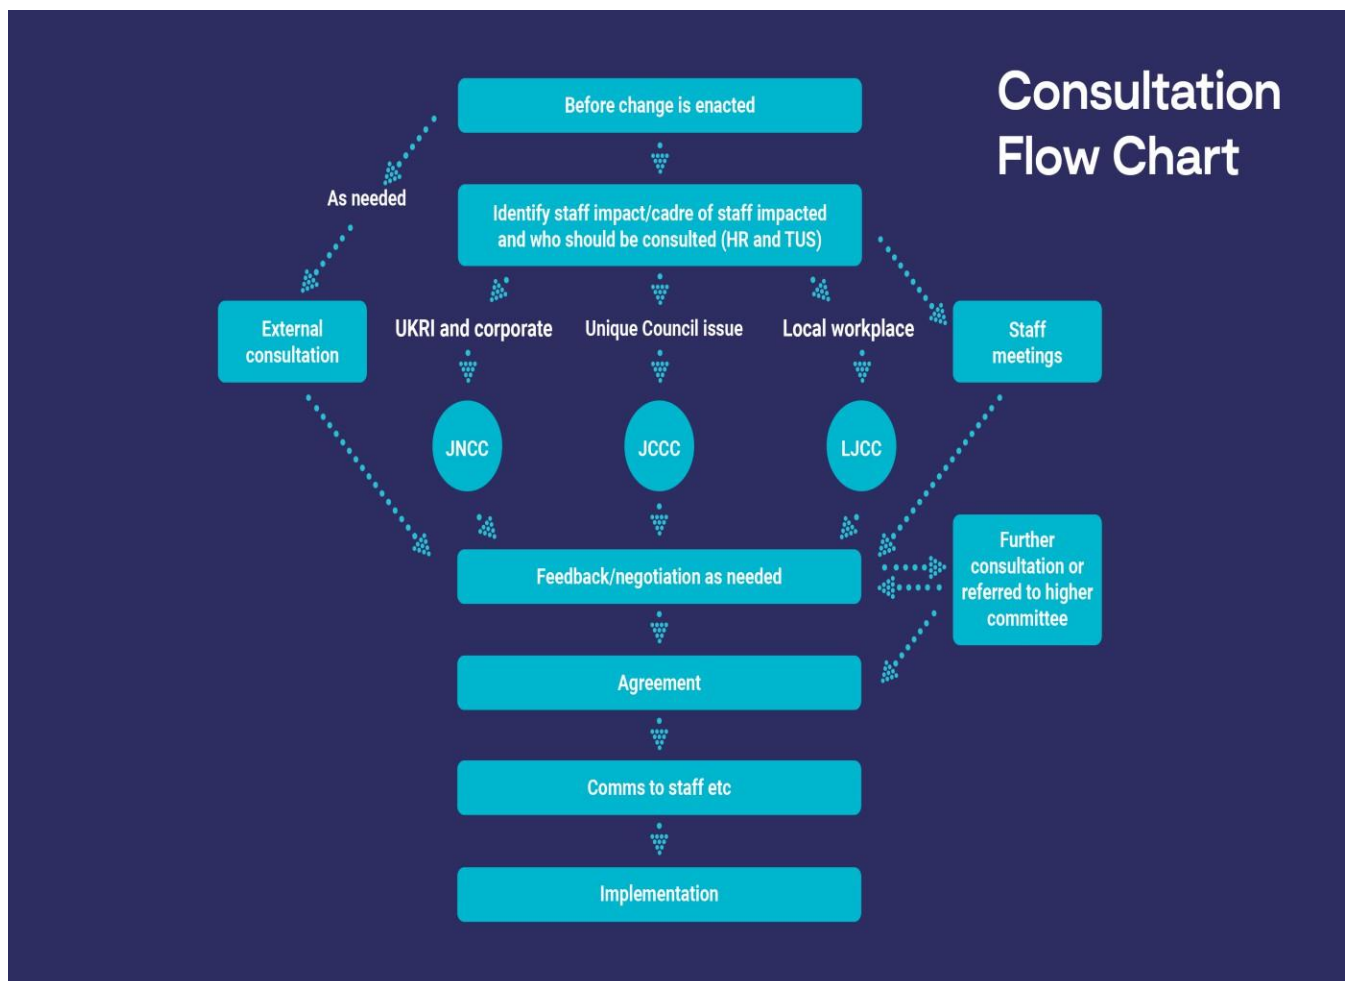 Consultation
Flow Chart
Before change is enacted
As needed
Identify staff impact/cadre of staff impacted
and who should be consulted (HR and TUS)
External
consultation
UKRI and corporate
Unique Council issue
Local workplace
Staff
meetings
JNCC
JCCC
LJCC
Feedback/negotiation as needed
Further
consultation or
referred to higher
committee
Agreement
Comms to staff etc
Implementation